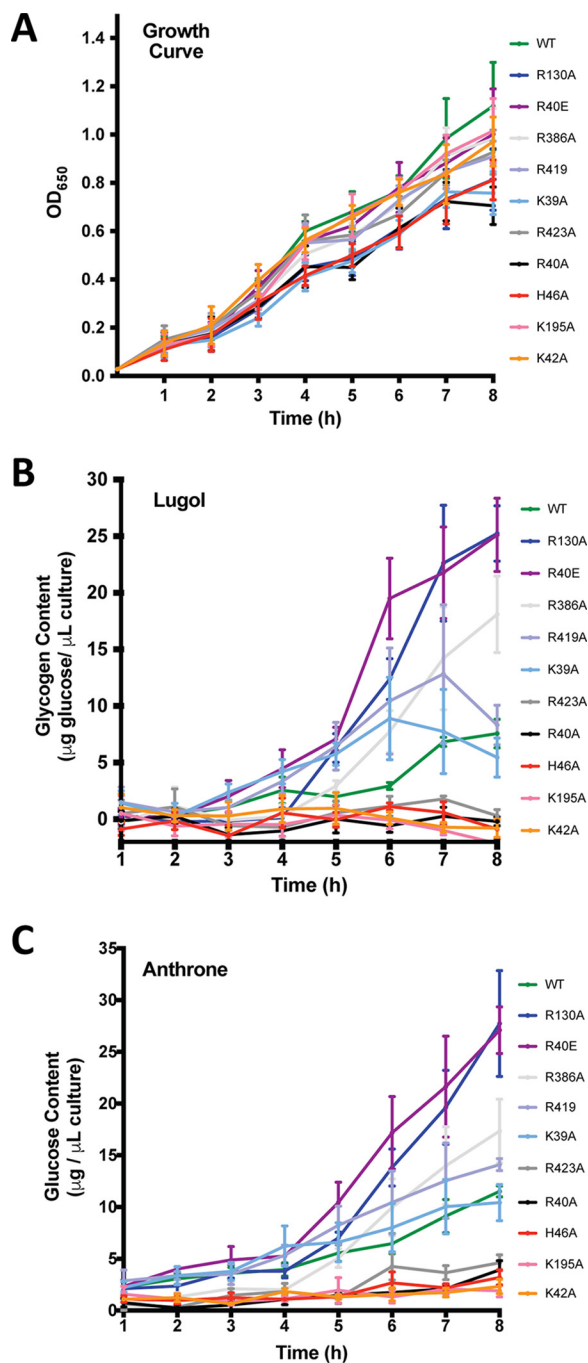 A
Growth
Curve
1.4
1.2
1.0
0.8
0.6
0.4
0.2
0.0
OD650
1 2 3 4 5 6 7 8
Time (h)
WT
R130A
R40E
R386A
R419
K39A
R423A
R40A
H46A
K195A
K42A
B
Lugol
30
25
20
15
10
5
0
Glycogen Content
(μg glucose/ μL culture)
1 2 3 4 5 6 7 8
Time (h)
WT
R130A
R40E
R386A
R419A
K39A
R423A
R40A
H46A
K195A
K42A
C
Anthrone
35
30
25
20
15
10
5
0
Glucose Content
(μg / μL culture)
1 2 3 4 5 6 7 8
Time (h)
WT
R130A
R40E
R386A
R419
K39A
R423A
R40A
H46A
K195A
K42A